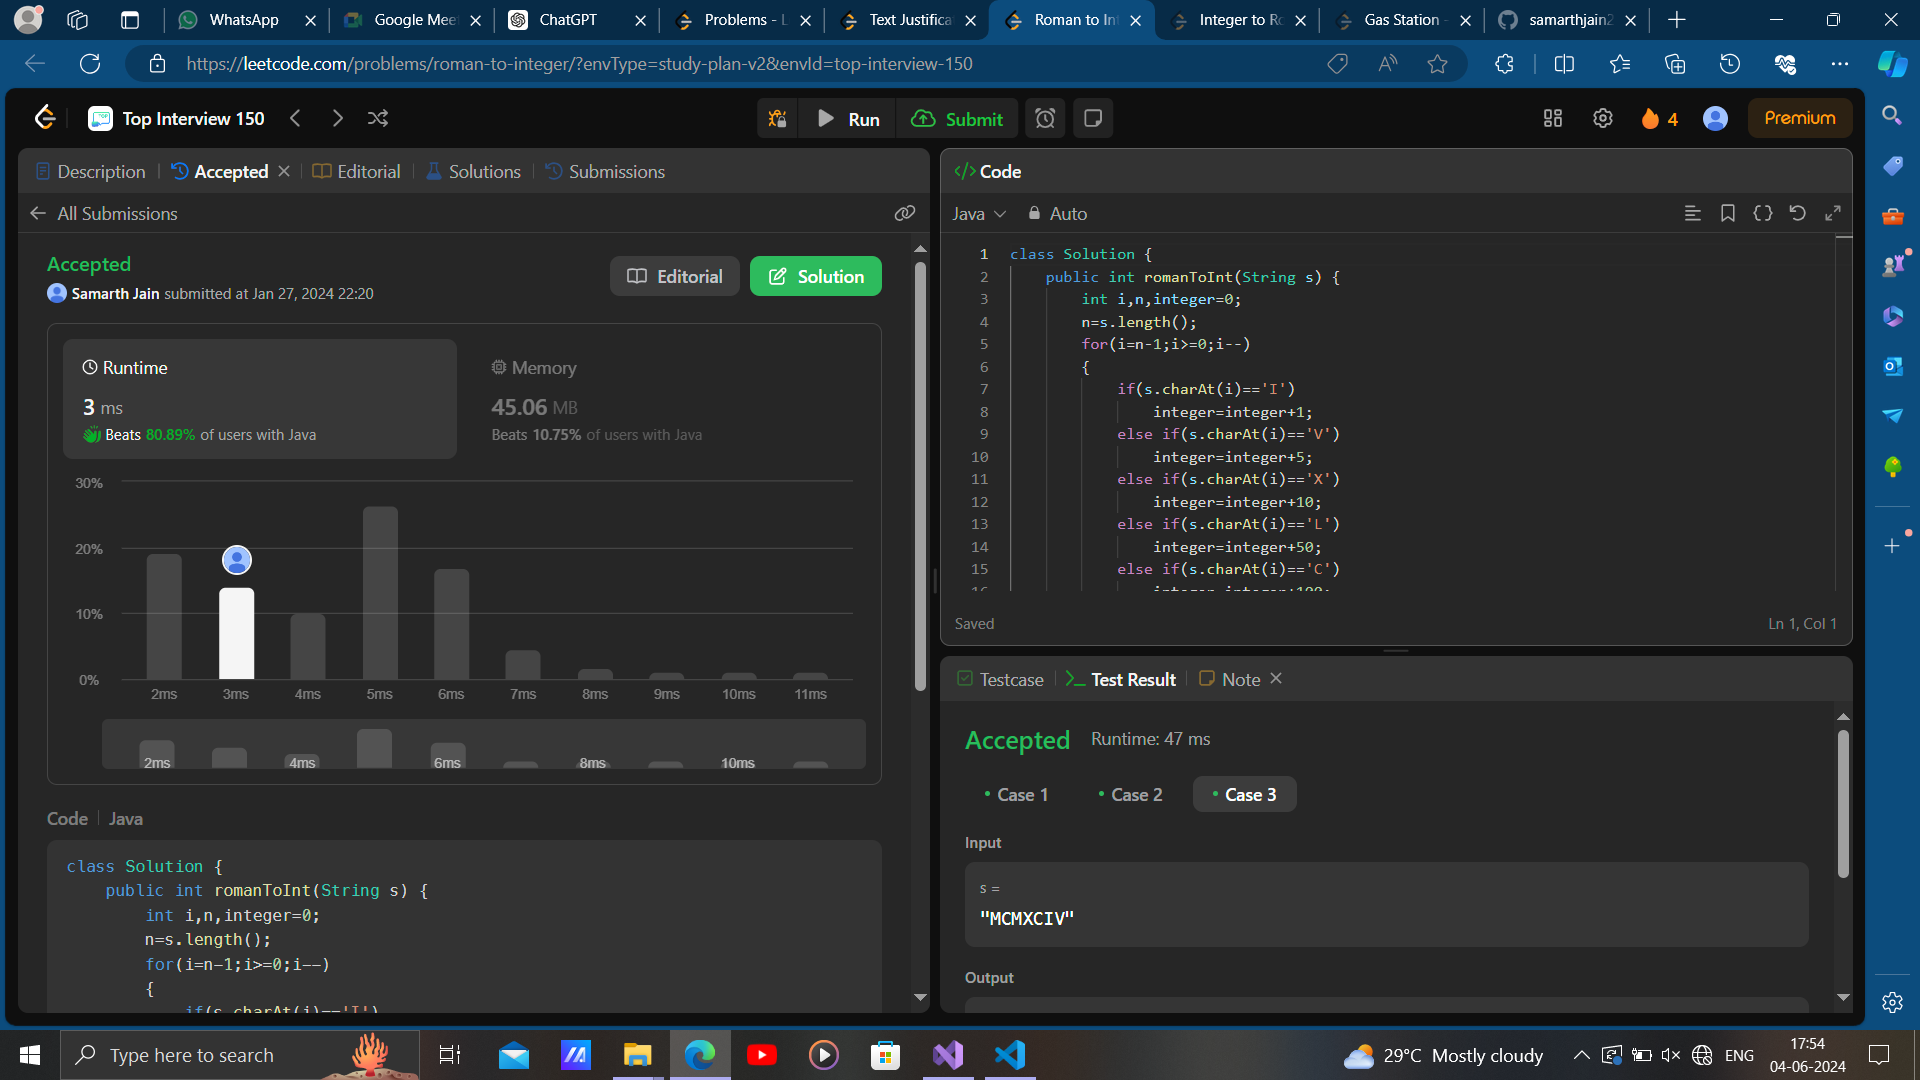 WhatsApp
Google Mee
ChatGPT
Problems - L
Text Justifica
Roman to In
Integer to Ro
Gas Station -
samarthjain2
https://leetcode.com/problems/roman-to-integer/?envType=study-plan-v2&envId=top-interview-150
Top Interview 150
Run
Submit
4
Premium
Description
Accepted
Editorial
Solutions
Submissions
All Submissions
Accepted
Samarth Jain submitted at Jan 27, 2024 22:20
Editorial
Solution
Runtime
3 ms
Beats 80.89% of users with Java
Memory
45.06 MB
Beats 10.75% of users with Java
30%
20%
10%
0%
2ms 3ms 4ms 5ms 6ms 7ms 8ms 9ms 10ms 11ms
2ms 4ms 6ms 8ms 10ms
Code Java
class Solution {
public int romanToInt(String s) {
int i,n,integer=0;
n=s.length();
for(i=n-1;i>=0;i--)
{
if(s.charAt(i)=='I')
</> Code
Java
Auto
1 class Solution {
2 public int romanToInt(String s) {
3 int i,n,integer=0;
4 n=s.length();
5 for(i=n-1;i>=0;i--)
6 {
7 if(s.charAt(i)=='I')
8 integer=integer+1;
9 else if(s.charAt(i)=='V')
10 integer=integer+5;
11 else if(s.charAt(i)=='X')
12 integer=integer+10;
13 else if(s.charAt(i)=='L')
14 integer=integer+50;
15 else if(s.charAt(i)=='C')
16 integer=integer+100;
Saved
Ln 1, Col 1
Testcase
Test Result
Note
Accepted
Runtime: 47 ms
Case 1
Case 2
Case 3
Input
s =
"MCMXCIV"
Output
Type here to search
29°C Mostly cloudy
ENG
17:54
04-06-2024